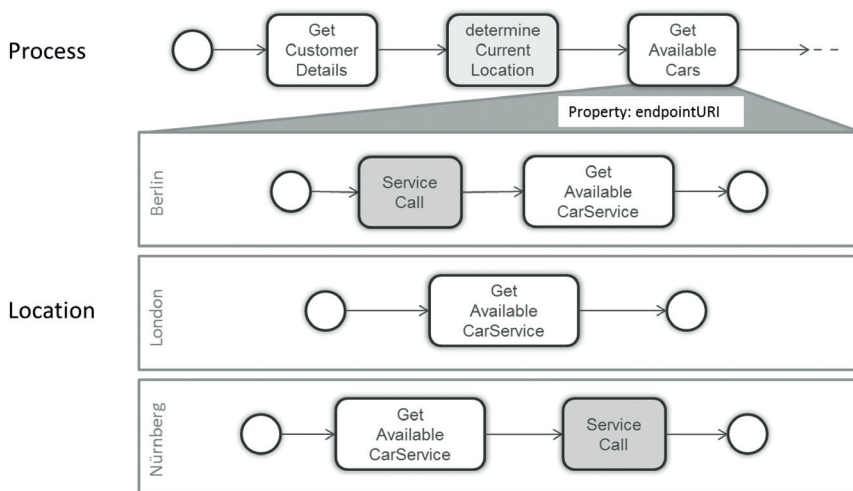 Process
Get
Customer
Details
determine
Current
Location
Get
Available
Cars
Property: endpointURI
Berlin
Service
Call
Get
Available
CarService
Location
London
Get
Available
CarService
Nürnberg
Get
Available
CarService
Service
Call